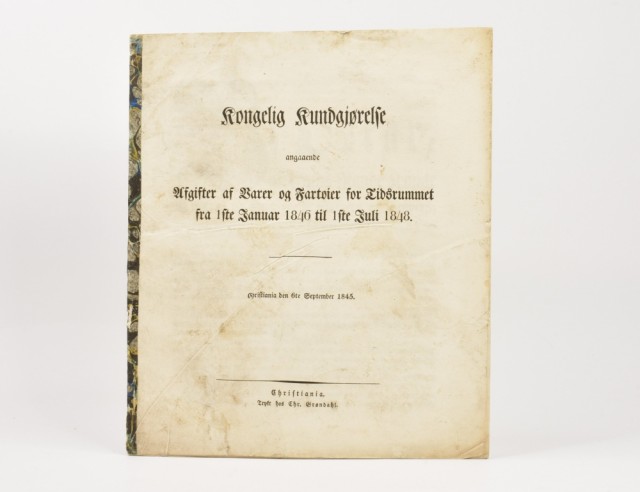 Kongelig Kundgjørelse
angaaende
Afgifter af Varer og Fartøier for Tidsrummet
fra 1ste Januar 1846 til 1ste Juli 1848.
Christiania den 6te September 1845.
Christiania.
Trykt hos Chr. Grøndahl.